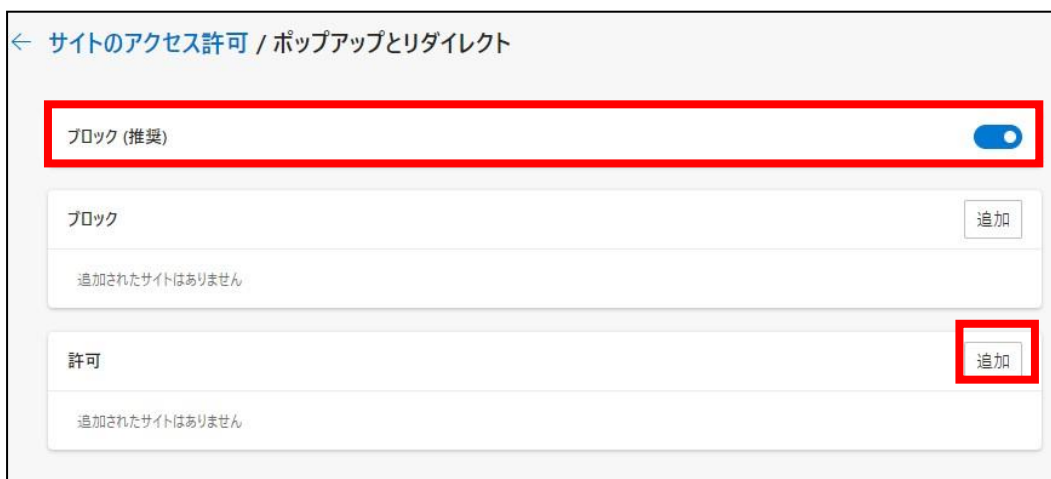 ← サイトのアクセス許可 / ポップアップとリダイレクト
ブロック (推奨)
ブロック 追加
追加されたサイトはありません
許可 追加
追加されたサイトはありません